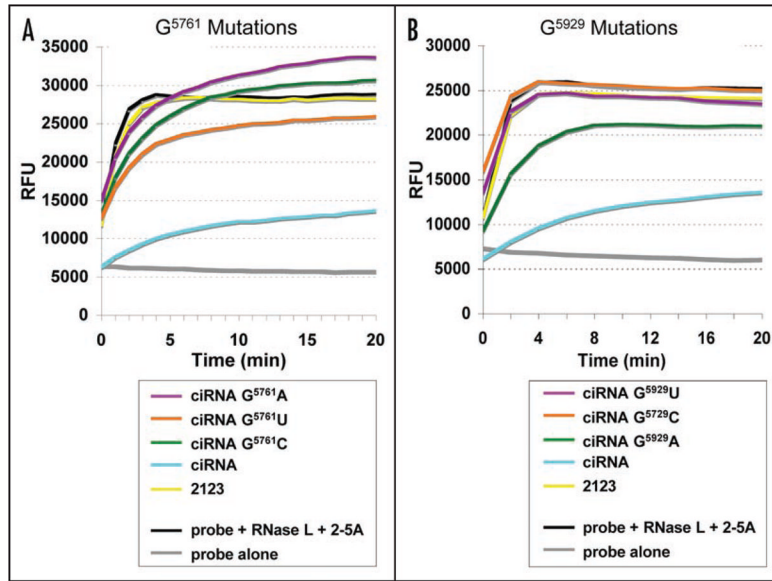 A
G⁵⁷⁶¹ Mutations
35000
30000
25000
20000
15000
10000
5000
0
RFU
0 5 10 15 20
Time (min)
ciRNA G⁵⁷⁶¹A
ciRNA G⁵⁷⁶¹U
ciRNA G⁵⁷⁶¹C
ciRNA
2123
probe + RNase L + 2-5A
probe alone
B
G⁵⁹²⁹ Mutations
30000
25000
20000
15000
10000
5000
0
RFU
0 4 8 12 16 20
Time (min)
ciRNA G⁵⁹²⁹U
ciRNA G⁵⁷²⁹C
ciRNA G⁵⁹²⁹A
ciRNA
2123
probe + RNase L + 2-5A
probe alone